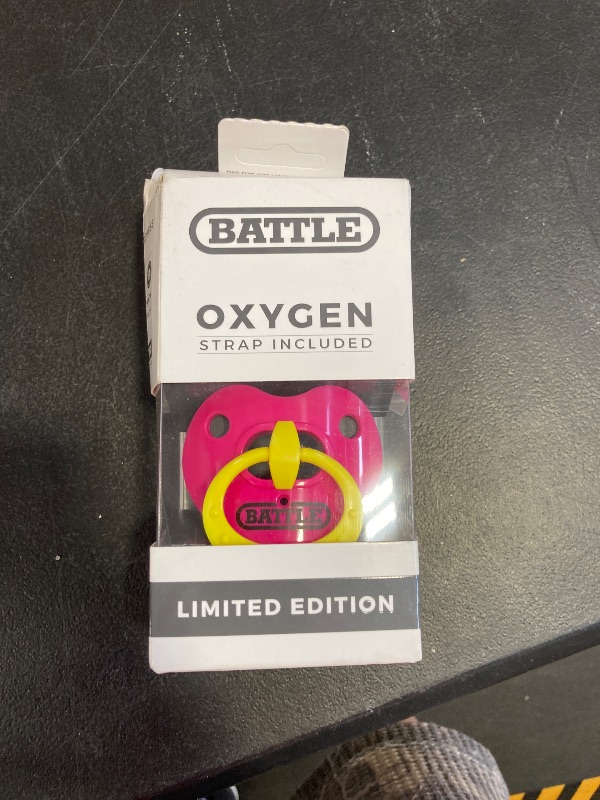 BATTLE
OXYGEN
STRAP INCLUDED
BATTLE
LIMITED EDITION